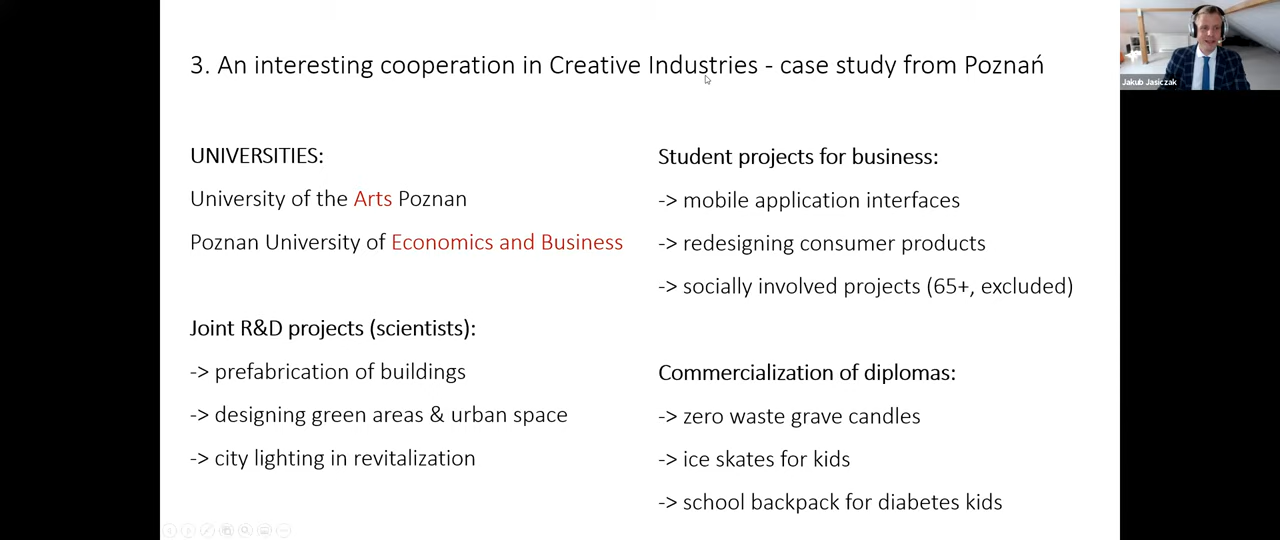 3. An interesting cooperation in Creative Industries - case study from Poznań
UNIVERSITIES:
University of the Arts Poznan
Poznan University of Economics and Business
Joint R&D projects (scientists):
-> prefabrication of buildings
-> designing green areas & urban space
-> city lighting in revitalization
Student projects for business:
-> mobile application interfaces
-> redesigning consumer products
-> socially involved projects (65+, excluded)
Commercialization of diplomas:
-> zero waste grave candles
-> ice skates for kids
-> school backpack for diabetes kids
Jakub Jasiczak